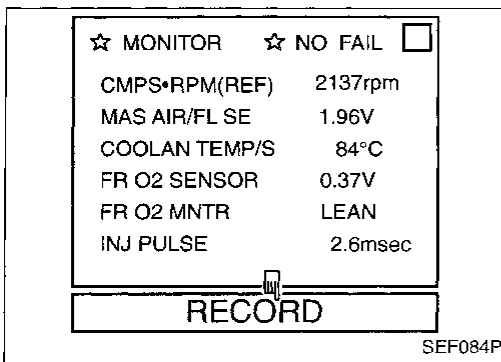 ☆ MONITOR ☆ NO FAIL
CMPS•RPM(REF) 2137rpm
MAS AIR/FL SE 1.96V
COOLAN TEMP/S 84°C
FR O2 SENSOR 0.37V
FR O2 MNTR LEAN
INJ PULSE 2.6msec
RECORD
SEF084P